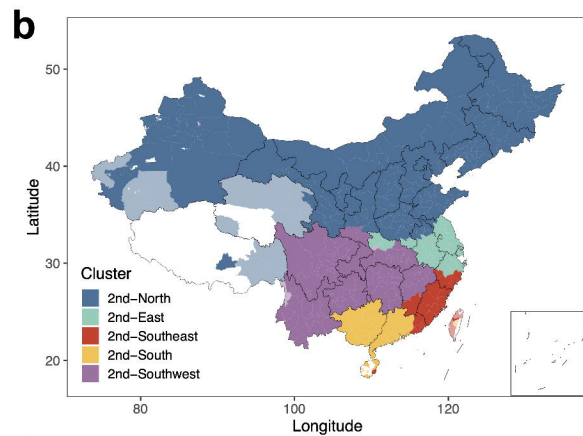 b
50
40
30
20
Latitude
Cluster
2nd-North
2nd-East
2nd-Southeast
2nd-South
2nd-Southwest
80
100
120
Longitude